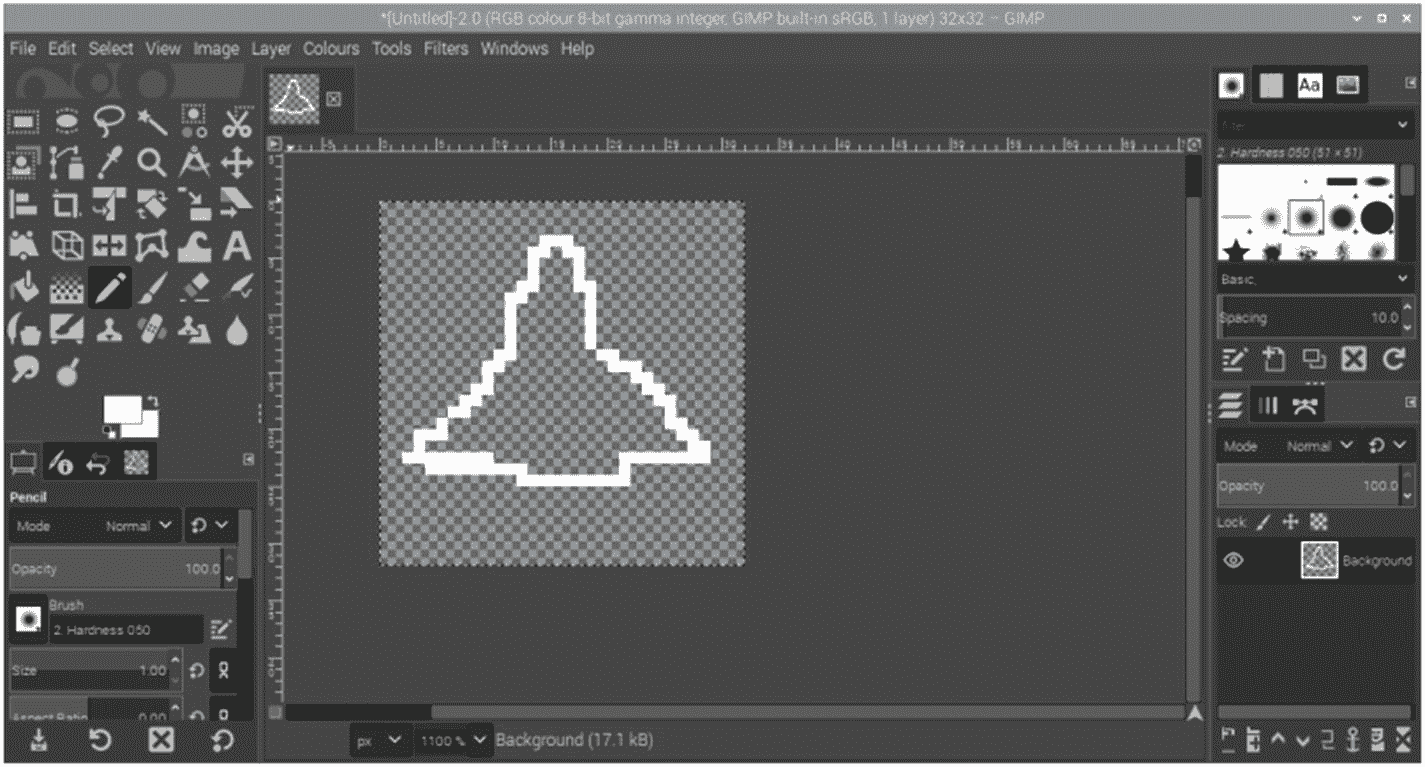 *[Untitled]-2.0 (RGB colour 8-bit gamma integer, GIMP built-in sRGB, 1 layer) 32x32 – GIMP
File Edit Select View Image Layer Colours Tools Filters Windows Help
Aa
filter
2. Hardness 050 (51 × 51)
Basic,
Spacing 10.0
Mode Normal
Opacity 100.0
Lock:
Background
Pencil
Mode Normal
Opacity 100.0
Brush
2. Hardness 050
Size 1.00
Aspect Ratio 0.00
px 1100 % Background (17.1 kB)